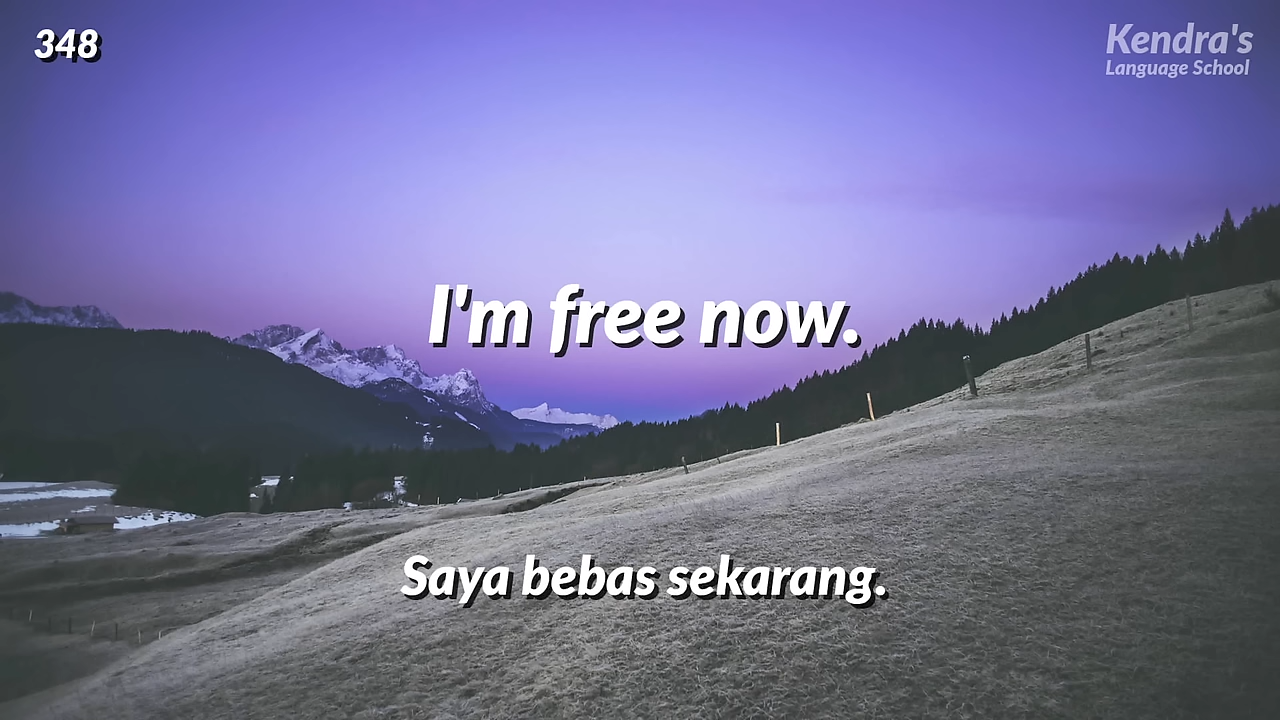 348
Kendra's
Language School
I'm free now.
Saya bebas sekarang.